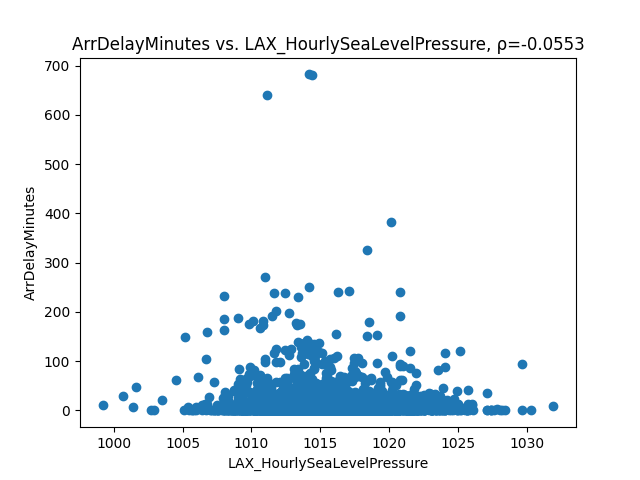 ArrDelayMinutes vs. LAX_HourlySeaLevelPressure, ρ=-0.0553
700
600
500
400
300
200
100
0
ArrDelayMinutes
1000 1005 1010 1015 1020 1025 1030
LAX_HourlySeaLevelPressure